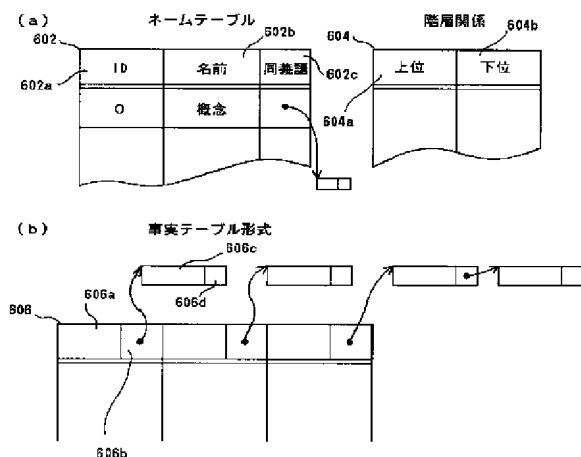 (a) ネームテーブル 階層関係
602 602b 604 604b
ID 名前 同義語 上位 下位
602a 602c 604a
0 概念
(b) 事実テーブル形式
606c
606a 606d
606
606b